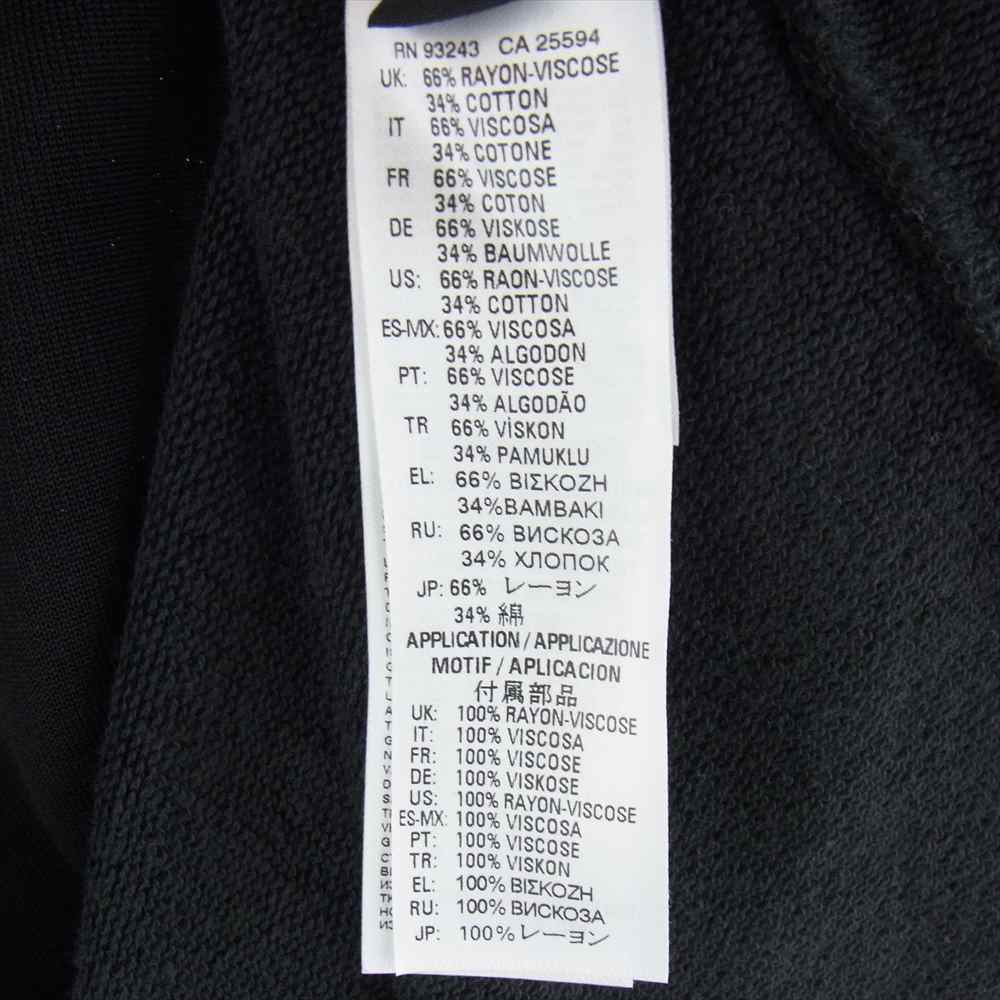 RN 93243 CA 25594
UK: 66% RAYON-VISCOSE
34% COTTON
IT 66% VISCOSA
34% COTONE
FR 66% VISCOSE
34% COTON
DE 66% VISKOSE
34% BAUMWOLLE
US: 66% RAON-VISCOSE
34% COTTON
ES-MX: 66% VISCOSA
34% ALGODON
PT: 66% VISCOSE
34% ALGODÃO
TR 66% VİSKON
34% PAMUKLU
EL: 66% ΒΙΣΚΟΖΗ
34%ΒΑΜΒΑΚΙ
RU: 66% ВИСКОЗА
34% ХЛОПОК
JP: 66% レーヨン
34% 綿
APPLICATION / APPLICAZIONE
MOTIF / APLICACION
付属部品
UK: 100% RAYON-VISCOSE
IT: 100% VISCOSA
FR: 100% VISCOSE
DE: 100% VISKOSE
US: 100% RAYON-VISCOSE
ES-MX: 100% VISCOSA
PT: 100% VISCOSE
TR: 100% VISKON
EL: 100% ΒΙΣΚΟΖΗ
RU: 100% ВИСКОЗА
JP: 100% レーヨン